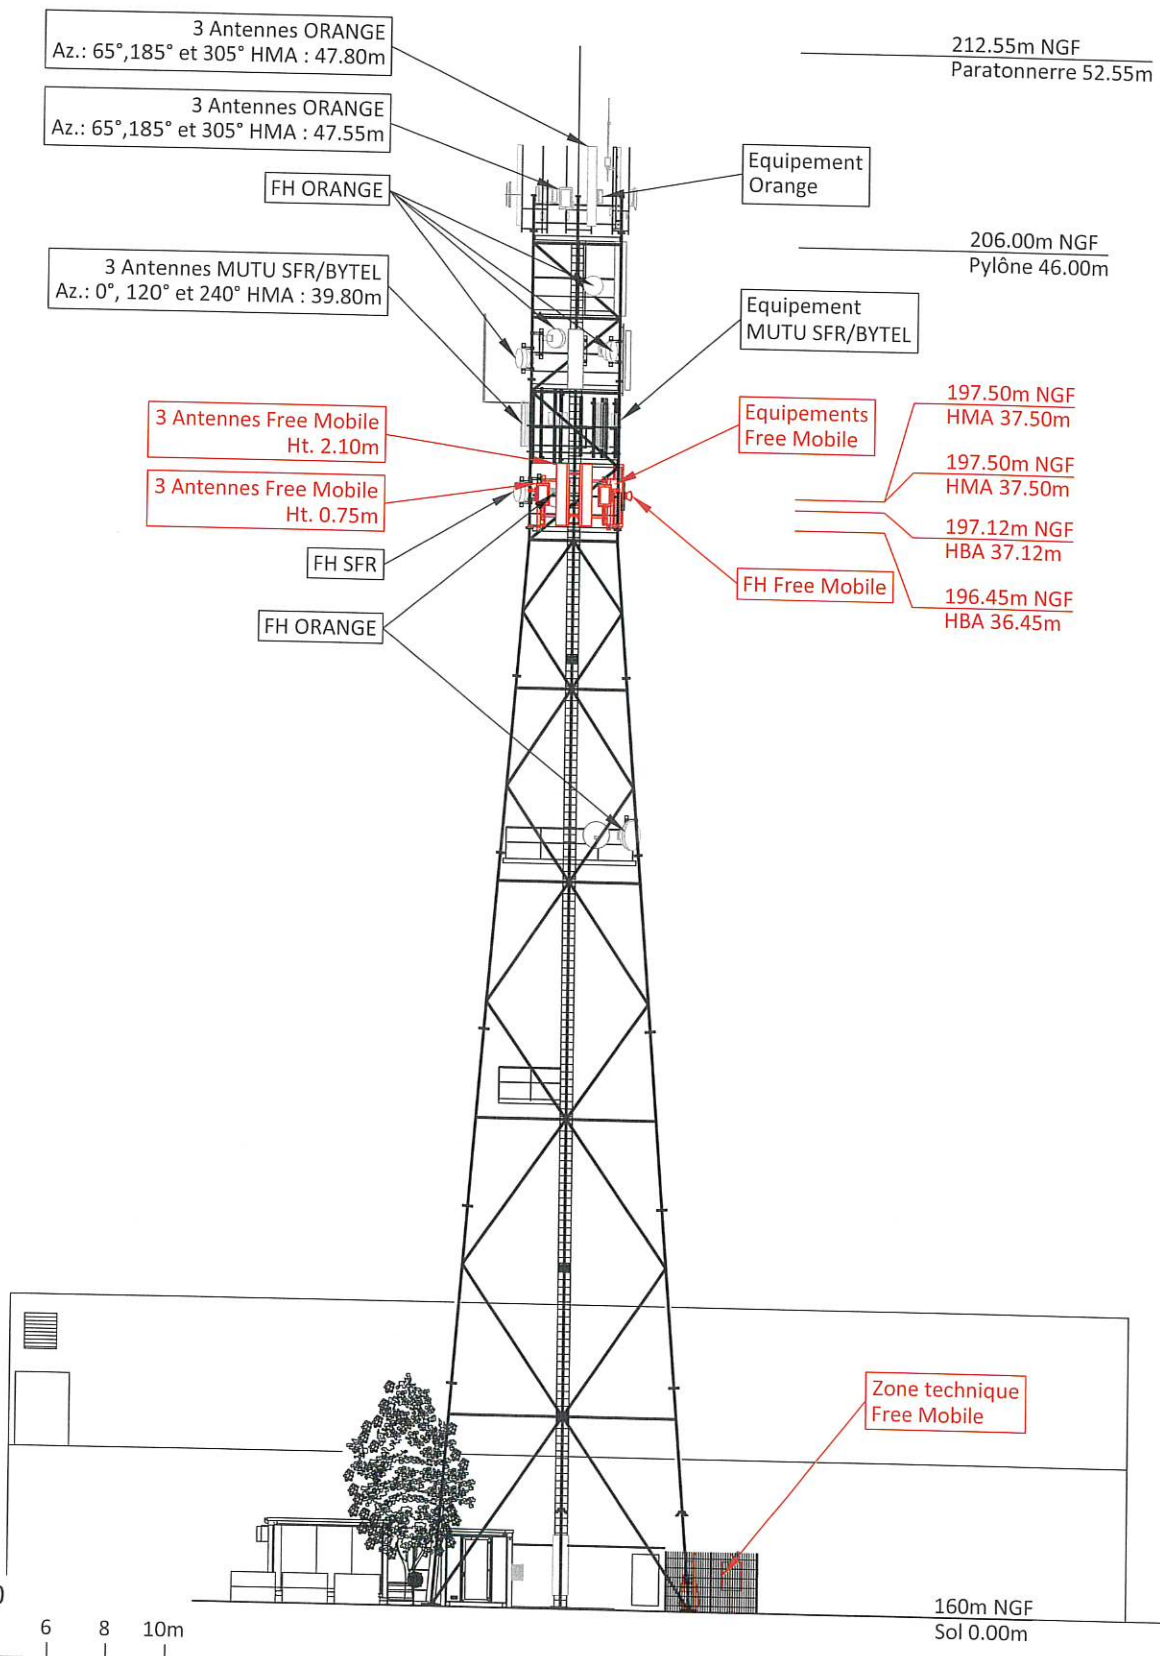 3 Antennes ORANGE
Az.: 65°,185° et 305° HMA : 47.80m
3 Antennes ORANGE
Az.: 65°,185° et 305° HMA : 47.55m
FH ORANGE
3 Antennes MUTU SFR/BYTEL
Az.: 0°, 120° et 240° HMA : 39.80m
3 Antennes Free Mobile
Ht. 2.10m
3 Antennes Free Mobile
Ht. 0.75m
FH SFR
FH ORANGE
212.55m NGF
Paratonnerre 52.55m
Equipement
Orange
206.00m NGF
Pylône 46.00m
Equipement
MUTU SFR/BYTEL
Equipements
Free Mobile
197.50m NGF
HMA 37.50m
197.50m NGF
HMA 37.50m
197.12m NGF
HBA 37.12m
FH Free Mobile
196.45m NGF
HBA 36.45m
Zone technique
Free Mobile
160m NGF
Sol 0.00m
6 8 10m